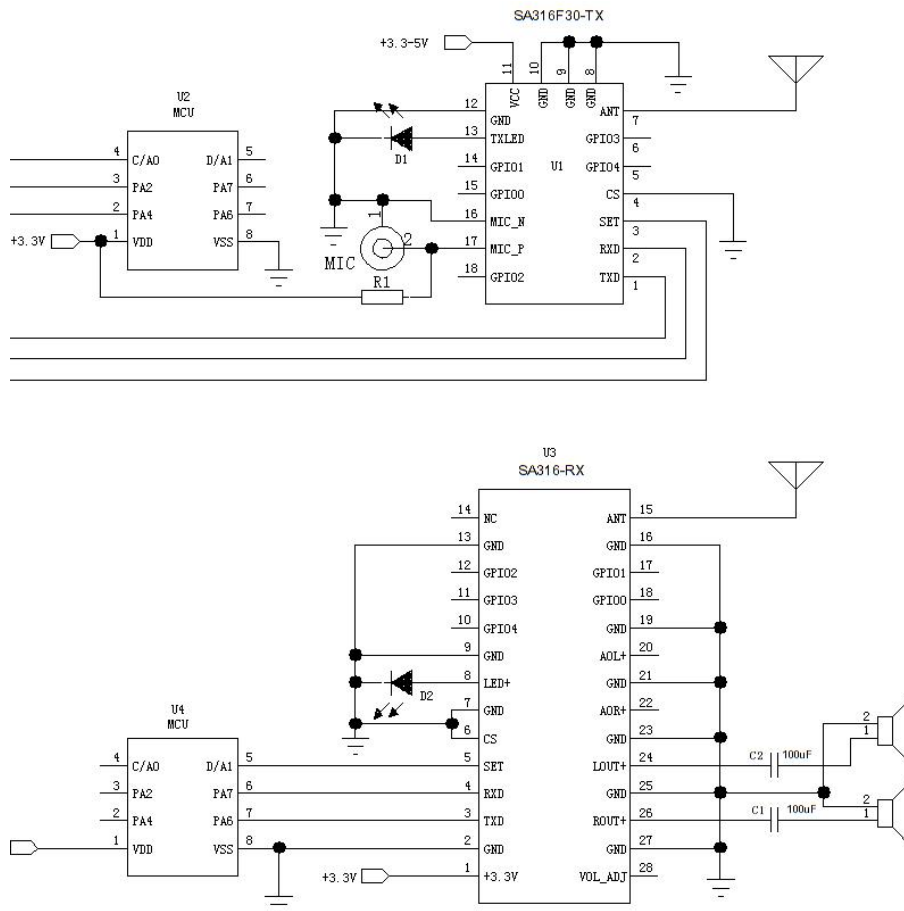 SA316F30-TX
+3.3-5V
11
10
9
8
VCC
GND
GND
GND
U2
MCU
12
GND
ANT
7
13
TXLED
GPIO3
6
D1
4
C/A0
D/A1
5
14
GPIO1
U1
GPIO4
5
3
PA2
PA7
6
15
GPIO0
CS
4
2
PA4
PA6
7
16
MIC_N
SET
3
1
+3.3V
1
VDD
VSS
8
2
17
MIC_P
RXD
2
MIC
R1
18
GPIO2
TXD
1
U3
SA316-RX
14
NC
ANT
15
13
GND
GND
16
12
GPIO2
GPIO1
17
11
GPIO3
GPIO0
18
10
GPIO4
GND
19
9
GND
AOL+
20
8
LED+
GND
21
D2
7
GND
AOR+
22
U4
MCU
6
CS
GND
23
2
1
4
C/A0
D/A1
5
5
SET
LOUT+
24
C2
100uF
3
PA2
PA7
6
4
RXD
GND
25
2
2
PA4
PA6
7
3
TXD
ROUT+
26
C1
100uF
1
1
VDD
VSS
8
2
GND
GND
27
+3.3V
1
+3.3V
VOL_ADJ
28